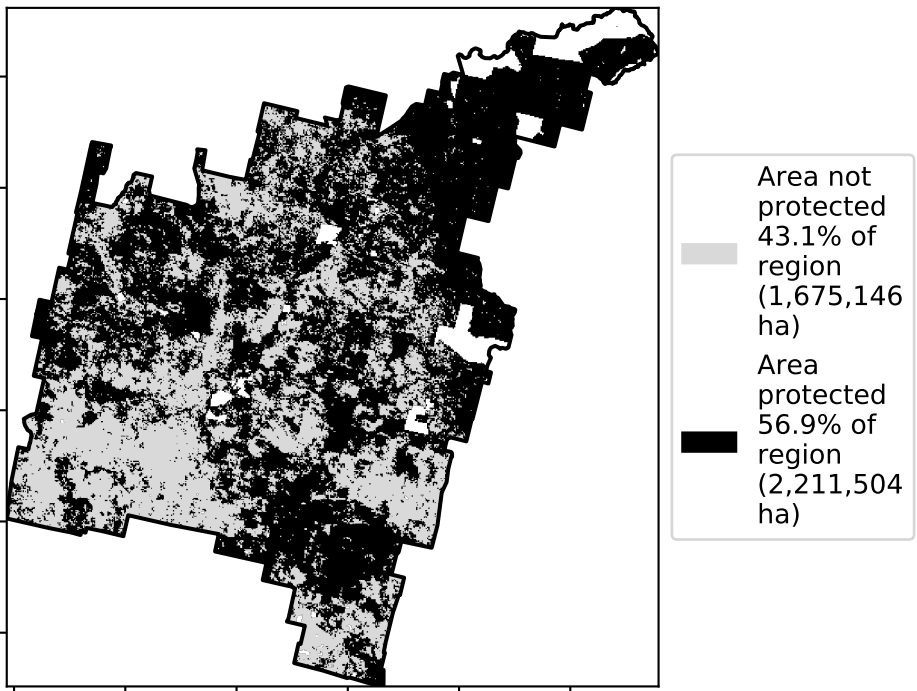 Area not
protected
43.1% of
region
(1,675,146
ha)
Area
protected
56.9% of
region
(2,211,504
ha)